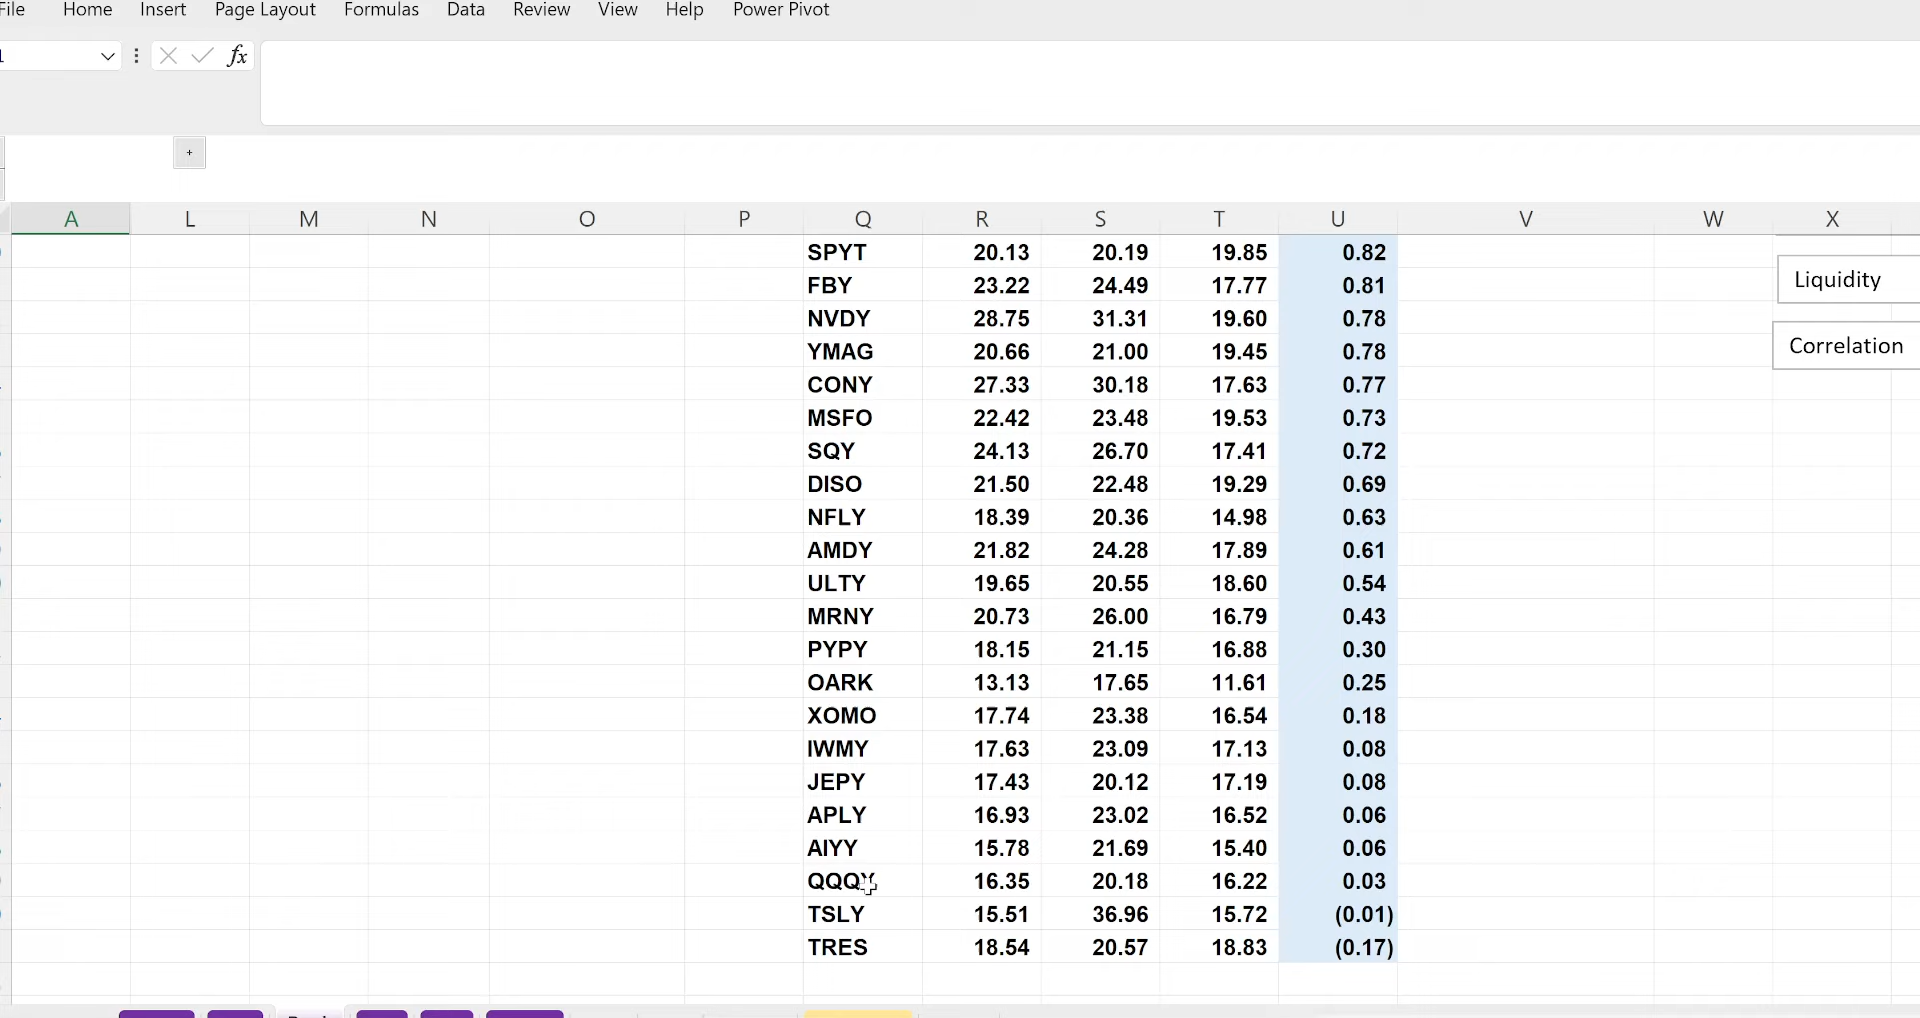 File Home Insert Page Layout Formulas Data Review View Help Power Pivot
fx
+
A L M N O P Q R S T U V W X
SPYT 20.13 20.19 19.85 0.82
Liquidity
FBY 23.22 24.49 17.77 0.81
NVDY 28.75 31.31 19.60 0.78
Correlation
YMAG 20.66 21.00 19.45 0.78
CONY 27.33 30.18 17.63 0.77
MSFO 22.42 23.48 19.53 0.73
SQY 24.13 26.70 17.41 0.72
DISO 21.50 22.48 19.29 0.69
NFLY 18.39 20.36 14.98 0.63
AMDY 21.82 24.28 17.89 0.61
ULTY 19.65 20.55 18.60 0.54
MRNY 20.73 26.00 16.79 0.43
PYPY 18.15 21.15 16.88 0.30
OARK 13.13 17.65 11.61 0.25
XOMO 17.74 23.38 16.54 0.18
IWMY 17.63 23.09 17.13 0.08
JEPY 17.43 20.12 17.19 0.08
APLY 16.93 23.02 16.52 0.06
AIYY 15.78 21.69 15.40 0.06
QQQY 16.35 20.18 16.22 0.03
TSLY 15.51 36.96 15.72 (0.01)
TRES 18.54 20.57 18.83 (0.17)